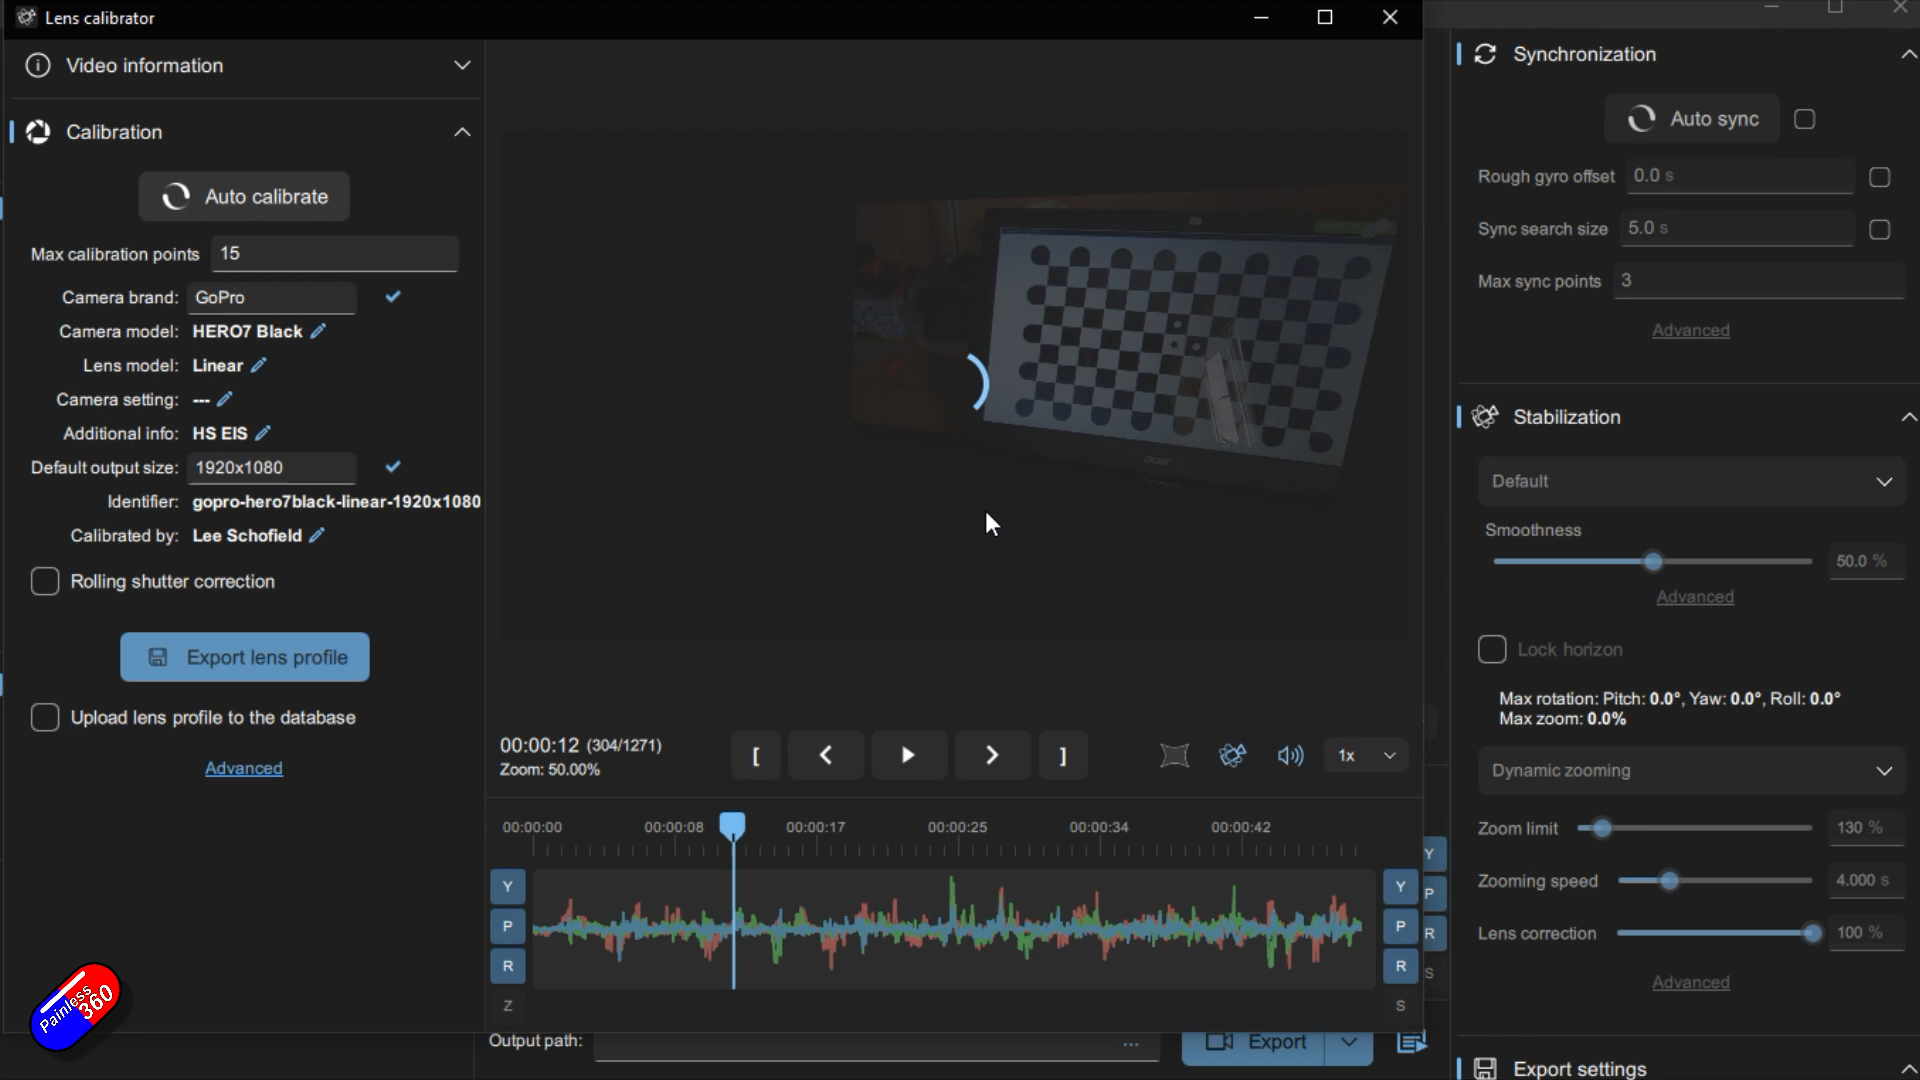 Lens calibrator
Video information
Calibration
Auto calibrate
Max calibration points 15
Camera brand: GoPro
Camera model: HERO7 Black
Lens model: Linear
Camera setting: ---
Additional info: HS EIS
Default output size: 1920x1080
Identifier: gopro-hero7black-linear-1920x1080
Calibrated by: Lee Schofield
Rolling shutter correction
Export lens profile
Upload lens profile to the database
Advanced
Painless
360
acer
00:00:12 (304/1271)
Zoom: 50.00%
[
]
1x
00:00:00 00:00:08 00:00:17 00:00:25 00:00:34 00:00:42
Y
P
R
Z
Y
P
R
S
Y
P
R
S
Output path:
...
Export
Synchronization
Auto sync
Rough gyro offset 0.0 s
Sync search size 5.0 s
Max sync points 3
Advanced
Stabilization
Default
Smoothness
50.0 %
Advanced
Lock horizon
Max rotation: Pitch: 0.0°, Yaw: 0.0°, Roll: 0.0°
Max zoom: 0.0%
Dynamic zooming
Zoom limit 130 %
Zooming speed 4.000 s
Lens correction 100 %
Advanced
Export settings